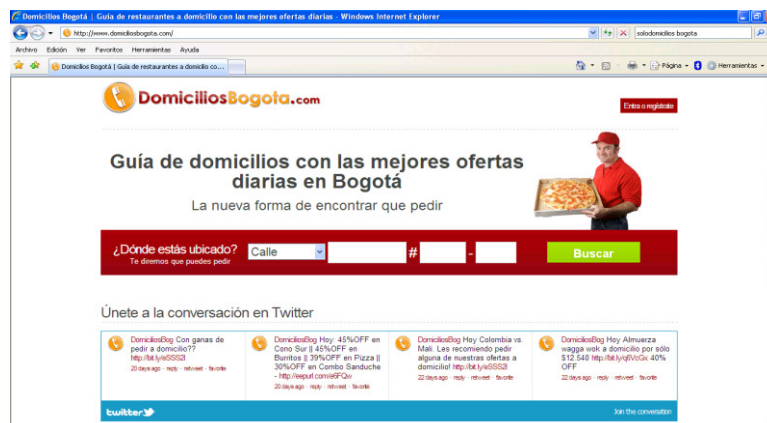 Domicilios Bogotá | Guía de restaurantes a domicilio con las mejores ofertas diarias - Windows Internet Explorer
http://www.domiciliosbogota.com/
solodomicilios bogota
Archivo Edición Ver Favoritos Herramientas Ayuda
Domicilios Bogotá | Guia de restaurantes a domicilio co...
Página Herramientas
DomiciliosBogota.com
Entra o regístrate
Guía de domicilios con las mejores ofertas
diarias en Bogotá
La nueva forma de encontrar que pedir
¿Dónde estás ubicado?
Te diremos que puedes pedir
Calle # - Buscar
Únete a la conversación en Twitter
DomiciliosBog Con ganas de
pedir a domicilio??
http://bit.ly/eSSS2l
20 days ago · reply · retweet · favorite
DomiciliosBog Hoy: 45%OFF en
Cono Sur || 45%OFF en
Burritos || 39%OFF en Pizza ||
30%OFF en Combo Sanduche
- http://eepurl.com/e6FQw
20 days ago · reply · retweet · favorite
DomiciliosBog Hoy Colombia vs.
Mali. Les recomiendo pedir
alguna de nuestras ofertas a
domicilio! http://bit.ly/eSSS2l
22 days ago · reply · retweet · favorite
DomiciliosBog Hoy Almuerza
wagga wok a domicilio por sólo
$12.540 http://bit.ly/q6VcGx 40%
OFF
22 days ago · reply · retweet · favorite
twitter
Join the conversation